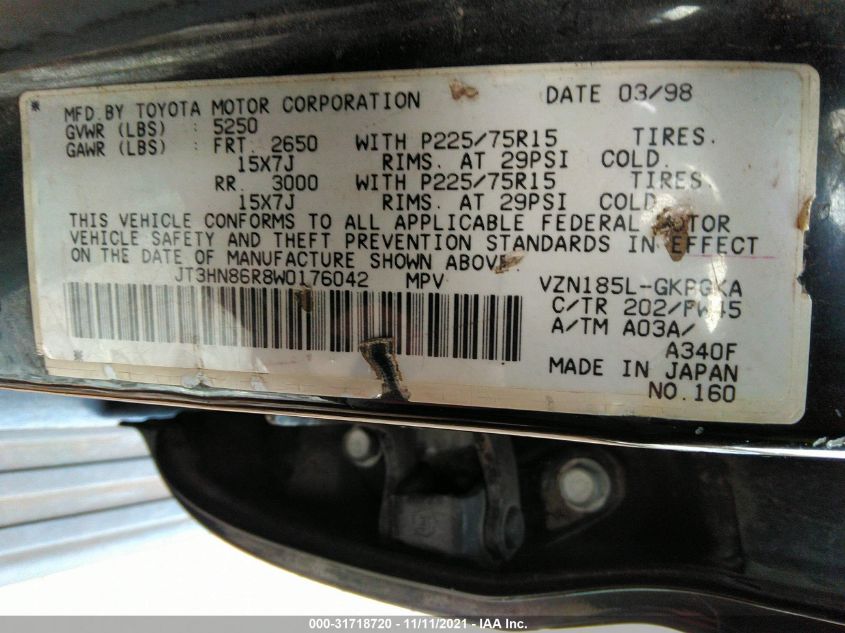 * MFD.BY TOYOTA MOTOR CORPORATION DATE 03/98
GVWR (LBS) : 5250
GAWR (LBS) : FRT. 2650 WITH P225/75R15 TIRES.
15X7J RIMS. AT 29PSI COLD.
RR. 3000 WITH P225/75R15 TIRES.
15X7J RIMS. AT 29PSI COLD.
THIS VEHICLE CONFORMS TO ALL APPLICABLE FEDERAL MOTOR
VEHICLE SAFETY AND THEFT PREVENTION STANDARDS IN EFFECT
ON THE DATE OF MANUFACTURE SHOWN ABOVE.
JT3HN86R8W0176042 MPV VZN185L-GKPGKA
C/TR 202/FW45
A/TM A03A/
* A340F
MADE IN JAPAN
NO.160
000-31718720 - 11/11/2021 - IAA Inc.